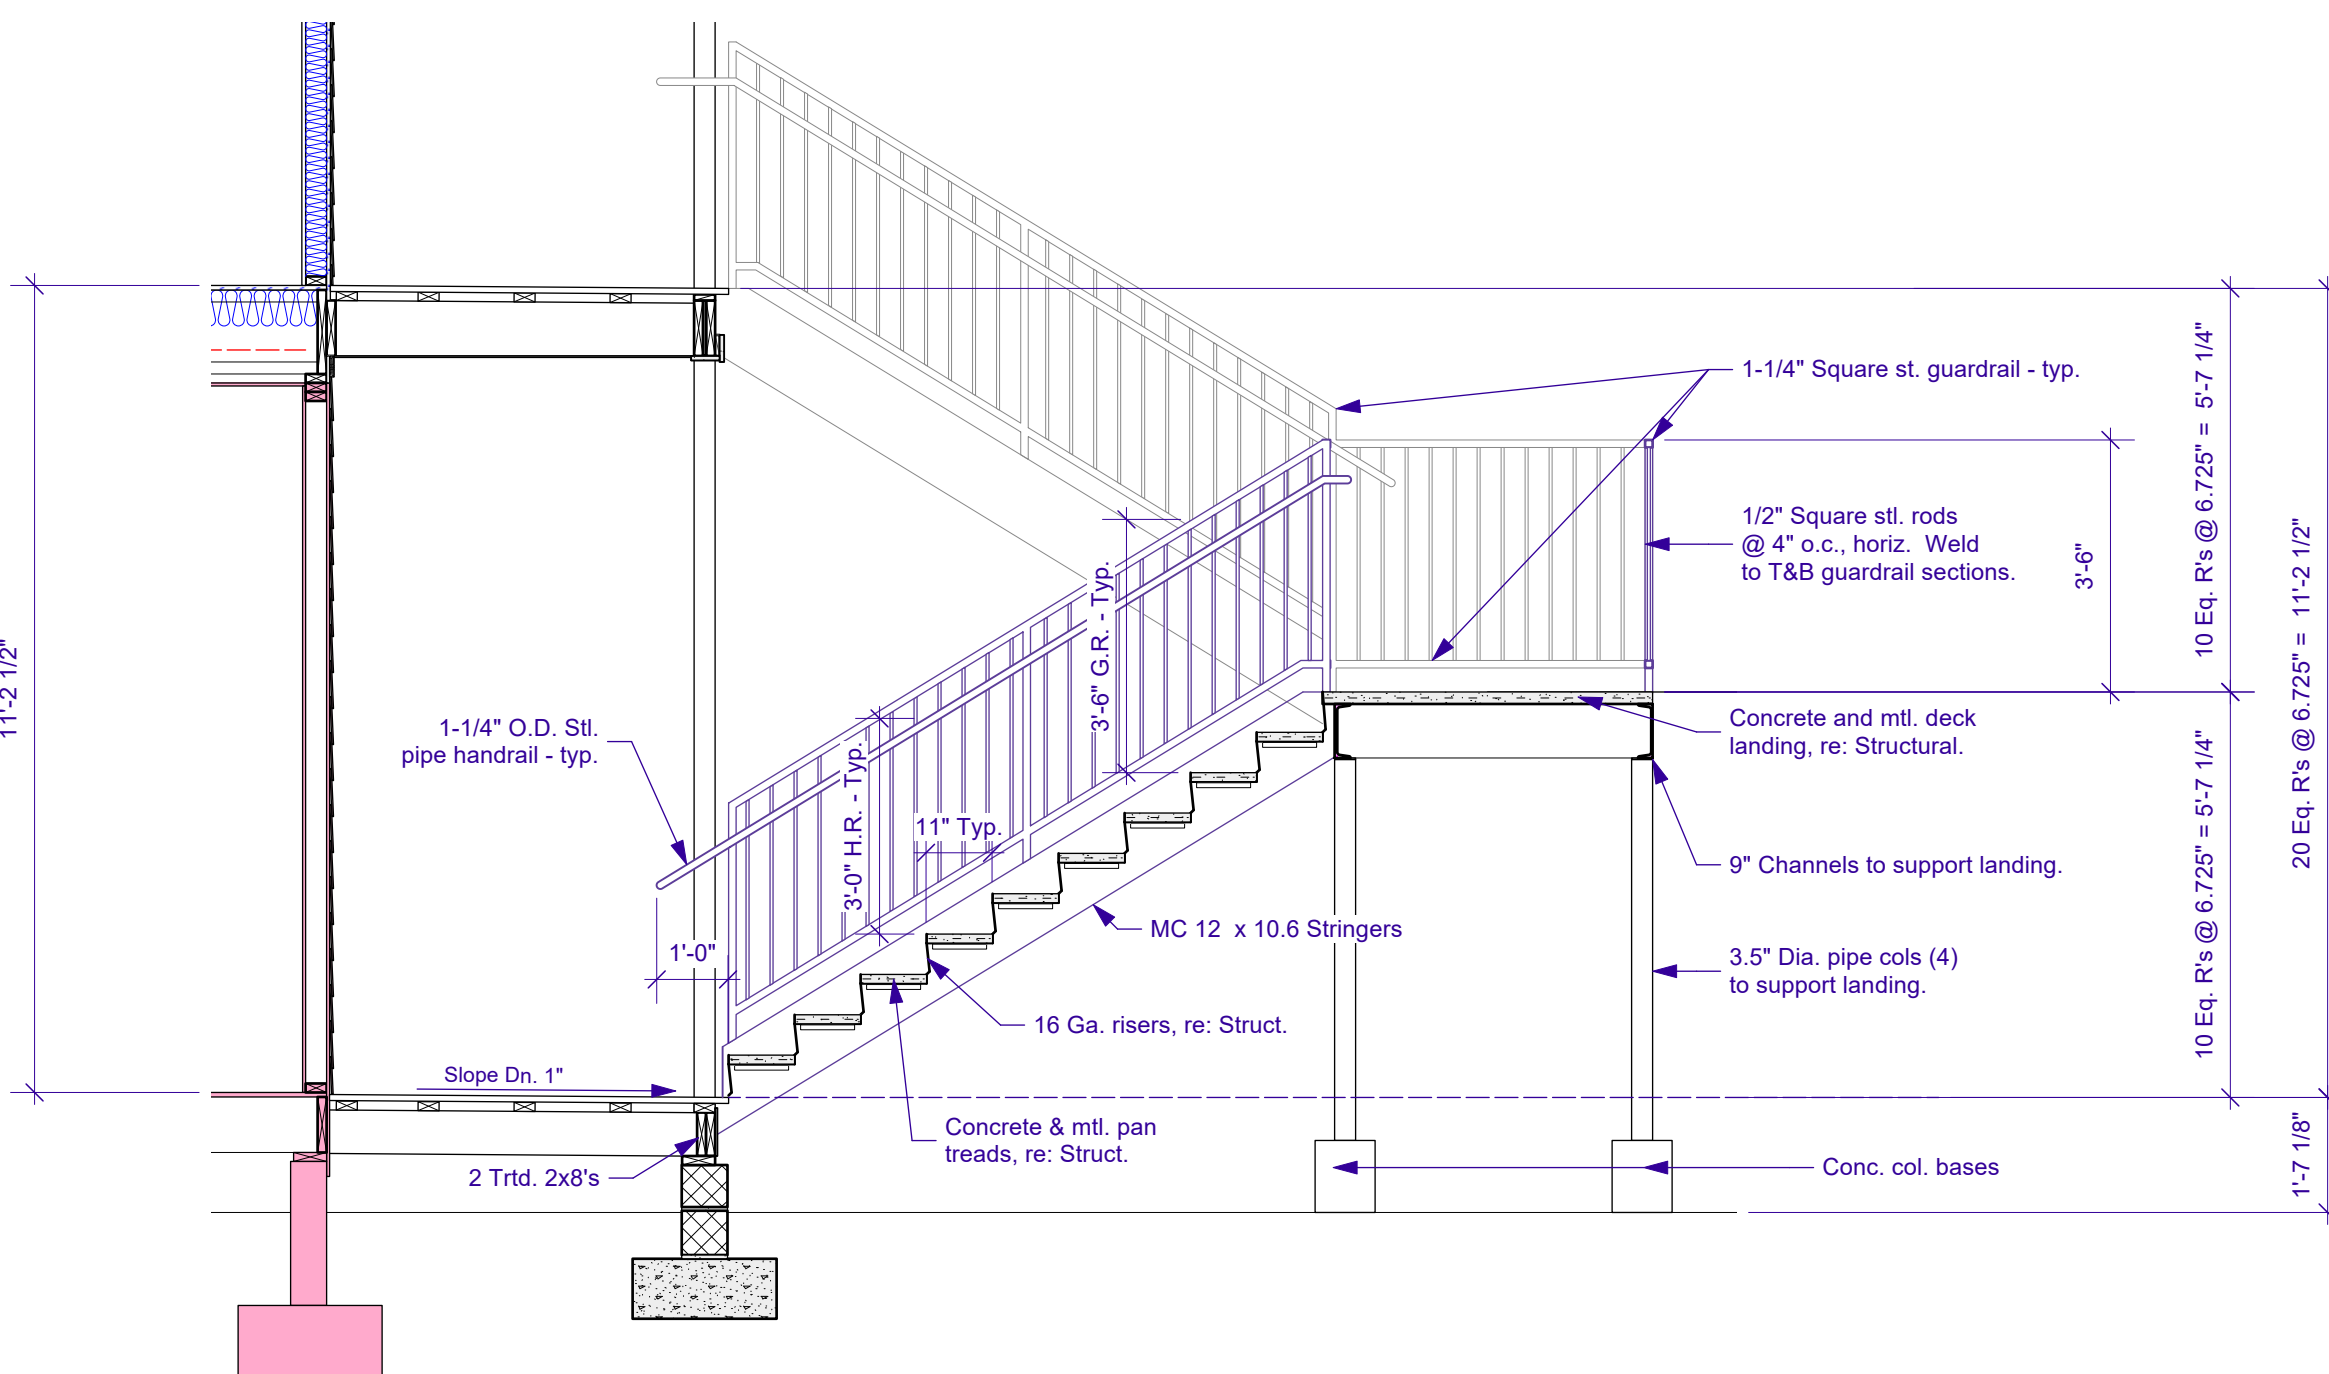 1-1/4" Square st. guardrail - typ.
10 Eq. R's @ 6.725" =  5'-7 1/4"
1/2" Square stl. rods
@ 4" o.c., horiz.  Weld
to T&B guardrail sections.
3'-6"
20 Eq. R's @ 6.725" =  11'-2 1/2"
11'-2 1/2"
3'-6" G.R. - Typ.
1-1/4" O.D. Stl.
pipe handrail - typ.
3'-0" H.R. - Typ.
11" Typ.
Concrete and mtl. deck
landing, re: Structural.
10 Eq. R's @ 6.725" = 5'-7 1/4"
9" Channels to support landing.
1'-0"
MC 12  x 10.6 Stringers
3.5" Dia. pipe cols (4)
to support landing.
16 Ga. risers, re: Struct.
Slope Dn. 1"
Concrete & mtl. pan
treads, re: Struct.
2 Trtd. 2x8's
Conc. col. bases
1'-7 1/8"